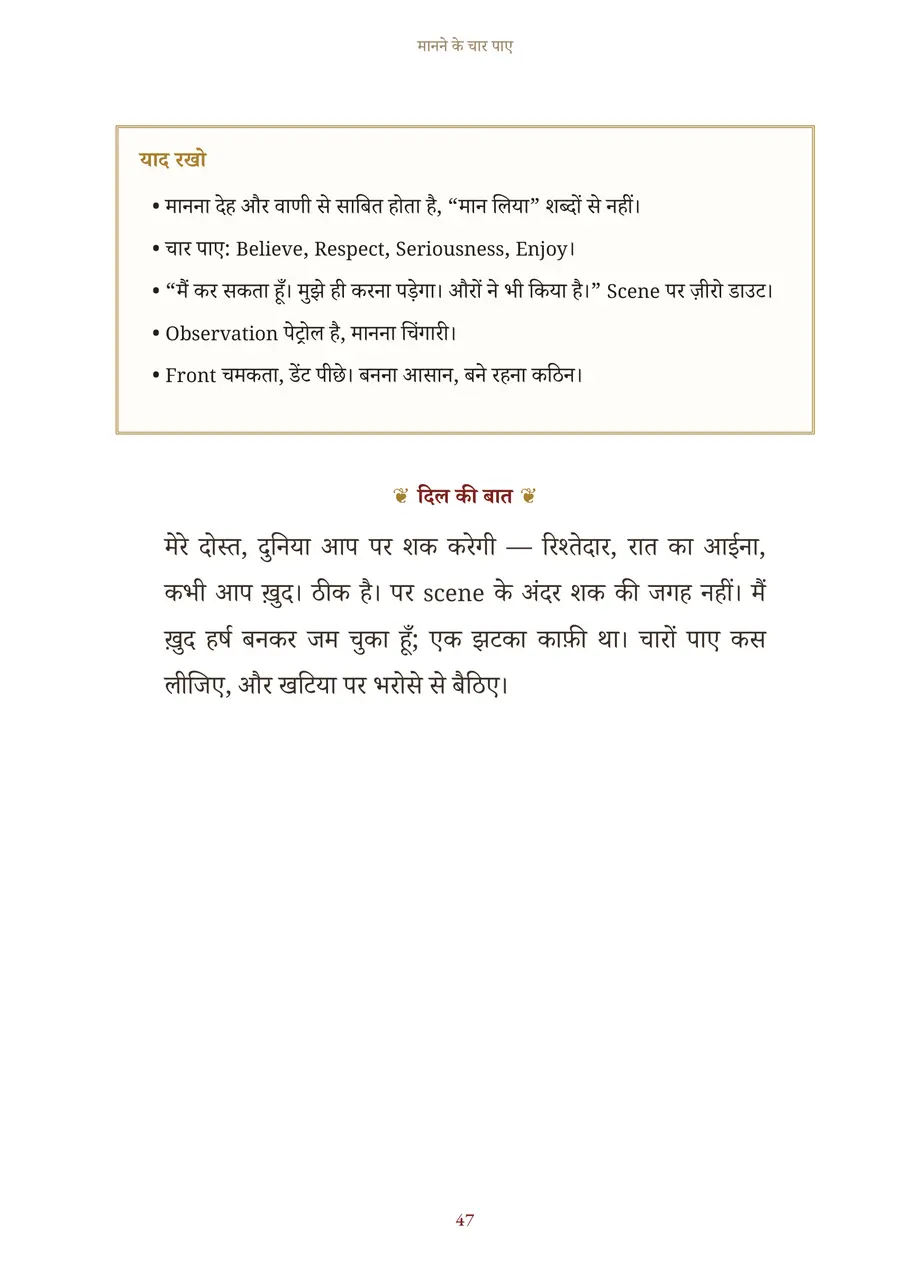 मानने के चार पाए
याद रखो
• मानना देह और वाणी से साबित होता है, “मान लिया” शब्दों से नहीं।
• चार पाए: Believe, Respect, Seriousness, Enjoy।
• “मैं कर सकता हूँ। मुझे ही करना पड़ेगा। औरों ने भी किया है।” Scene पर ज़ीरो डाउट।
• Observation पेट्रोल है, मानना चिंगारी।
• Front चमकता, डेंट पीछे। बनना आसान, बने रहना कठिन।
❦ दिल की बात ❦
मेरे दोस्त, दुनिया आप पर शक करेगी — रिश्तेदार, रात का आईना,
कभी आप ख़ुद। ठीक है। पर scene के अंदर शक की जगह नहीं। मैं
ख़ुद हर्ष बनकर जम चुका हूँ; एक झटका काफ़ी था। चारों पाए कस
लीजिए, और खटिया पर भरोसे से बैठिए।
47